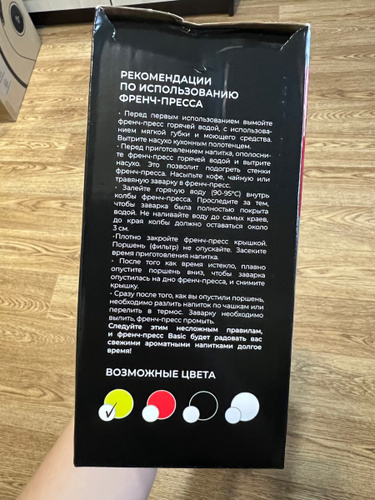 РЕКОМЕНДАЦИИ
ПО ИСПОЛЬЗОВАНИЮ
ФРЕНЧ-ПРЕССА
· Перед первым использованием вымойте
френч-пресс горячей водой, с использова-
нием мягкой губки и моющего средства.
Вытрите насухо кухонным полотенцем.
· Перед приготовлением напитка, ополосни-
те френч-пресс горячей водой и вытрите
насухо. Это позволит подогреть стенки
френч-пресса. Насыпьте кофе, чайную или
травяную заварку в френч-пресс.
· Залейте горячую воду (90-95°C) внутрь
колбы френч-пресса. Проследите за тем,
чтобы заварка была полностью покрыта
водой. Не наливайте воду до самых краев,
до края колбы должно оставаться около
3 см.
·Плотно закройте френч-пресс крышкой.
Поршень (фильтр) не опускайте. Засеките
время приготовления напитка.
· После того как время истекло, плавно
опустите поршень вниз, чтобы заварка
опустилась на дно френч-пресса, и снимите
крышку.
· Сразу после того, как вы опустили поршень,
необходимо разлить напиток по чашкам или
перелить в термос. Заварку необходимо
вылить, френч-пресс промыть.
Следуйте этим несложным правилам,
и френч-пресс Basic будет радовать вас
свежими ароматными напитками долгое
время!
ВОЗМОЖНЫЕ ЦВЕТА